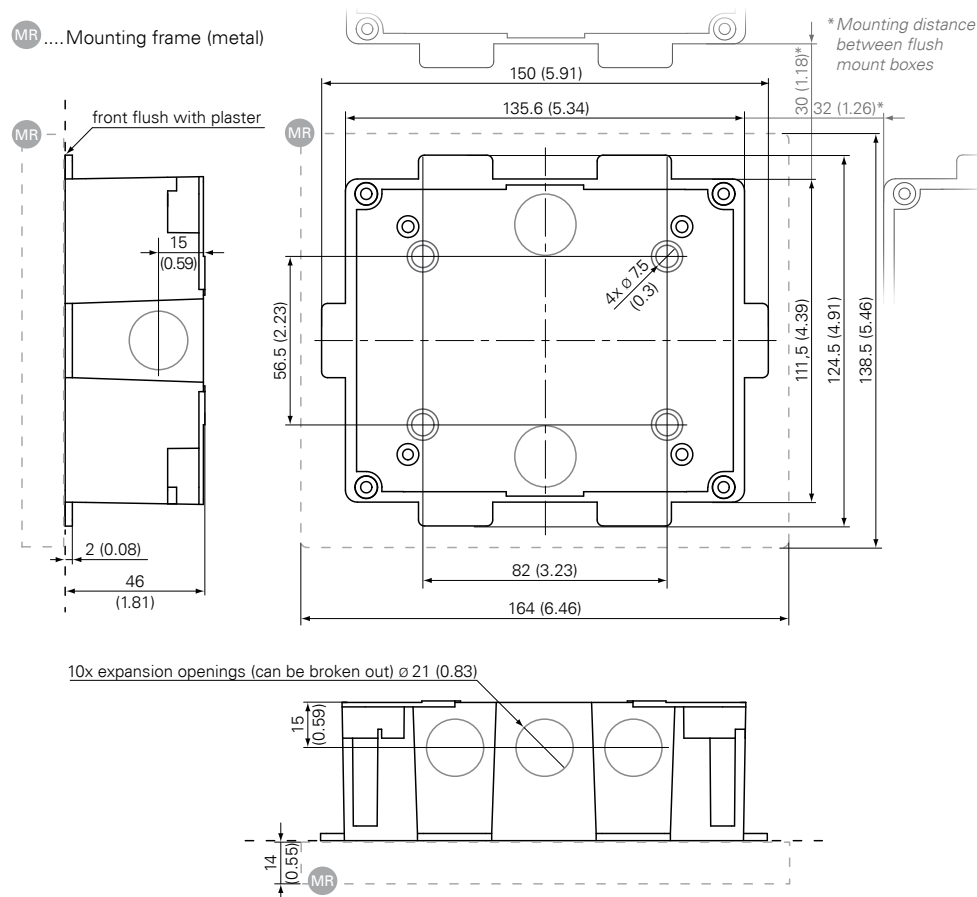 MR ....Mounting frame (metal)
* Mounting distance
between flush
mount boxes
150 (5.91)
30 (1.18)*
135.6 (5.34)
32 (1.26)*
front flush with plaster
MR
MR
15
(0.59)
4x ø 7.5
(0.3)
56.5 (2.23)
111,5 (4.39)
124.5 (4.91)
138.5 (5.46)
2 (0.08)
46
(1.81)
82 (3.23)
164 (6.46)
10x expansion openings (can be broken out) ø 21 (0.83)
15
(0.59)
14
(0.55)
MR